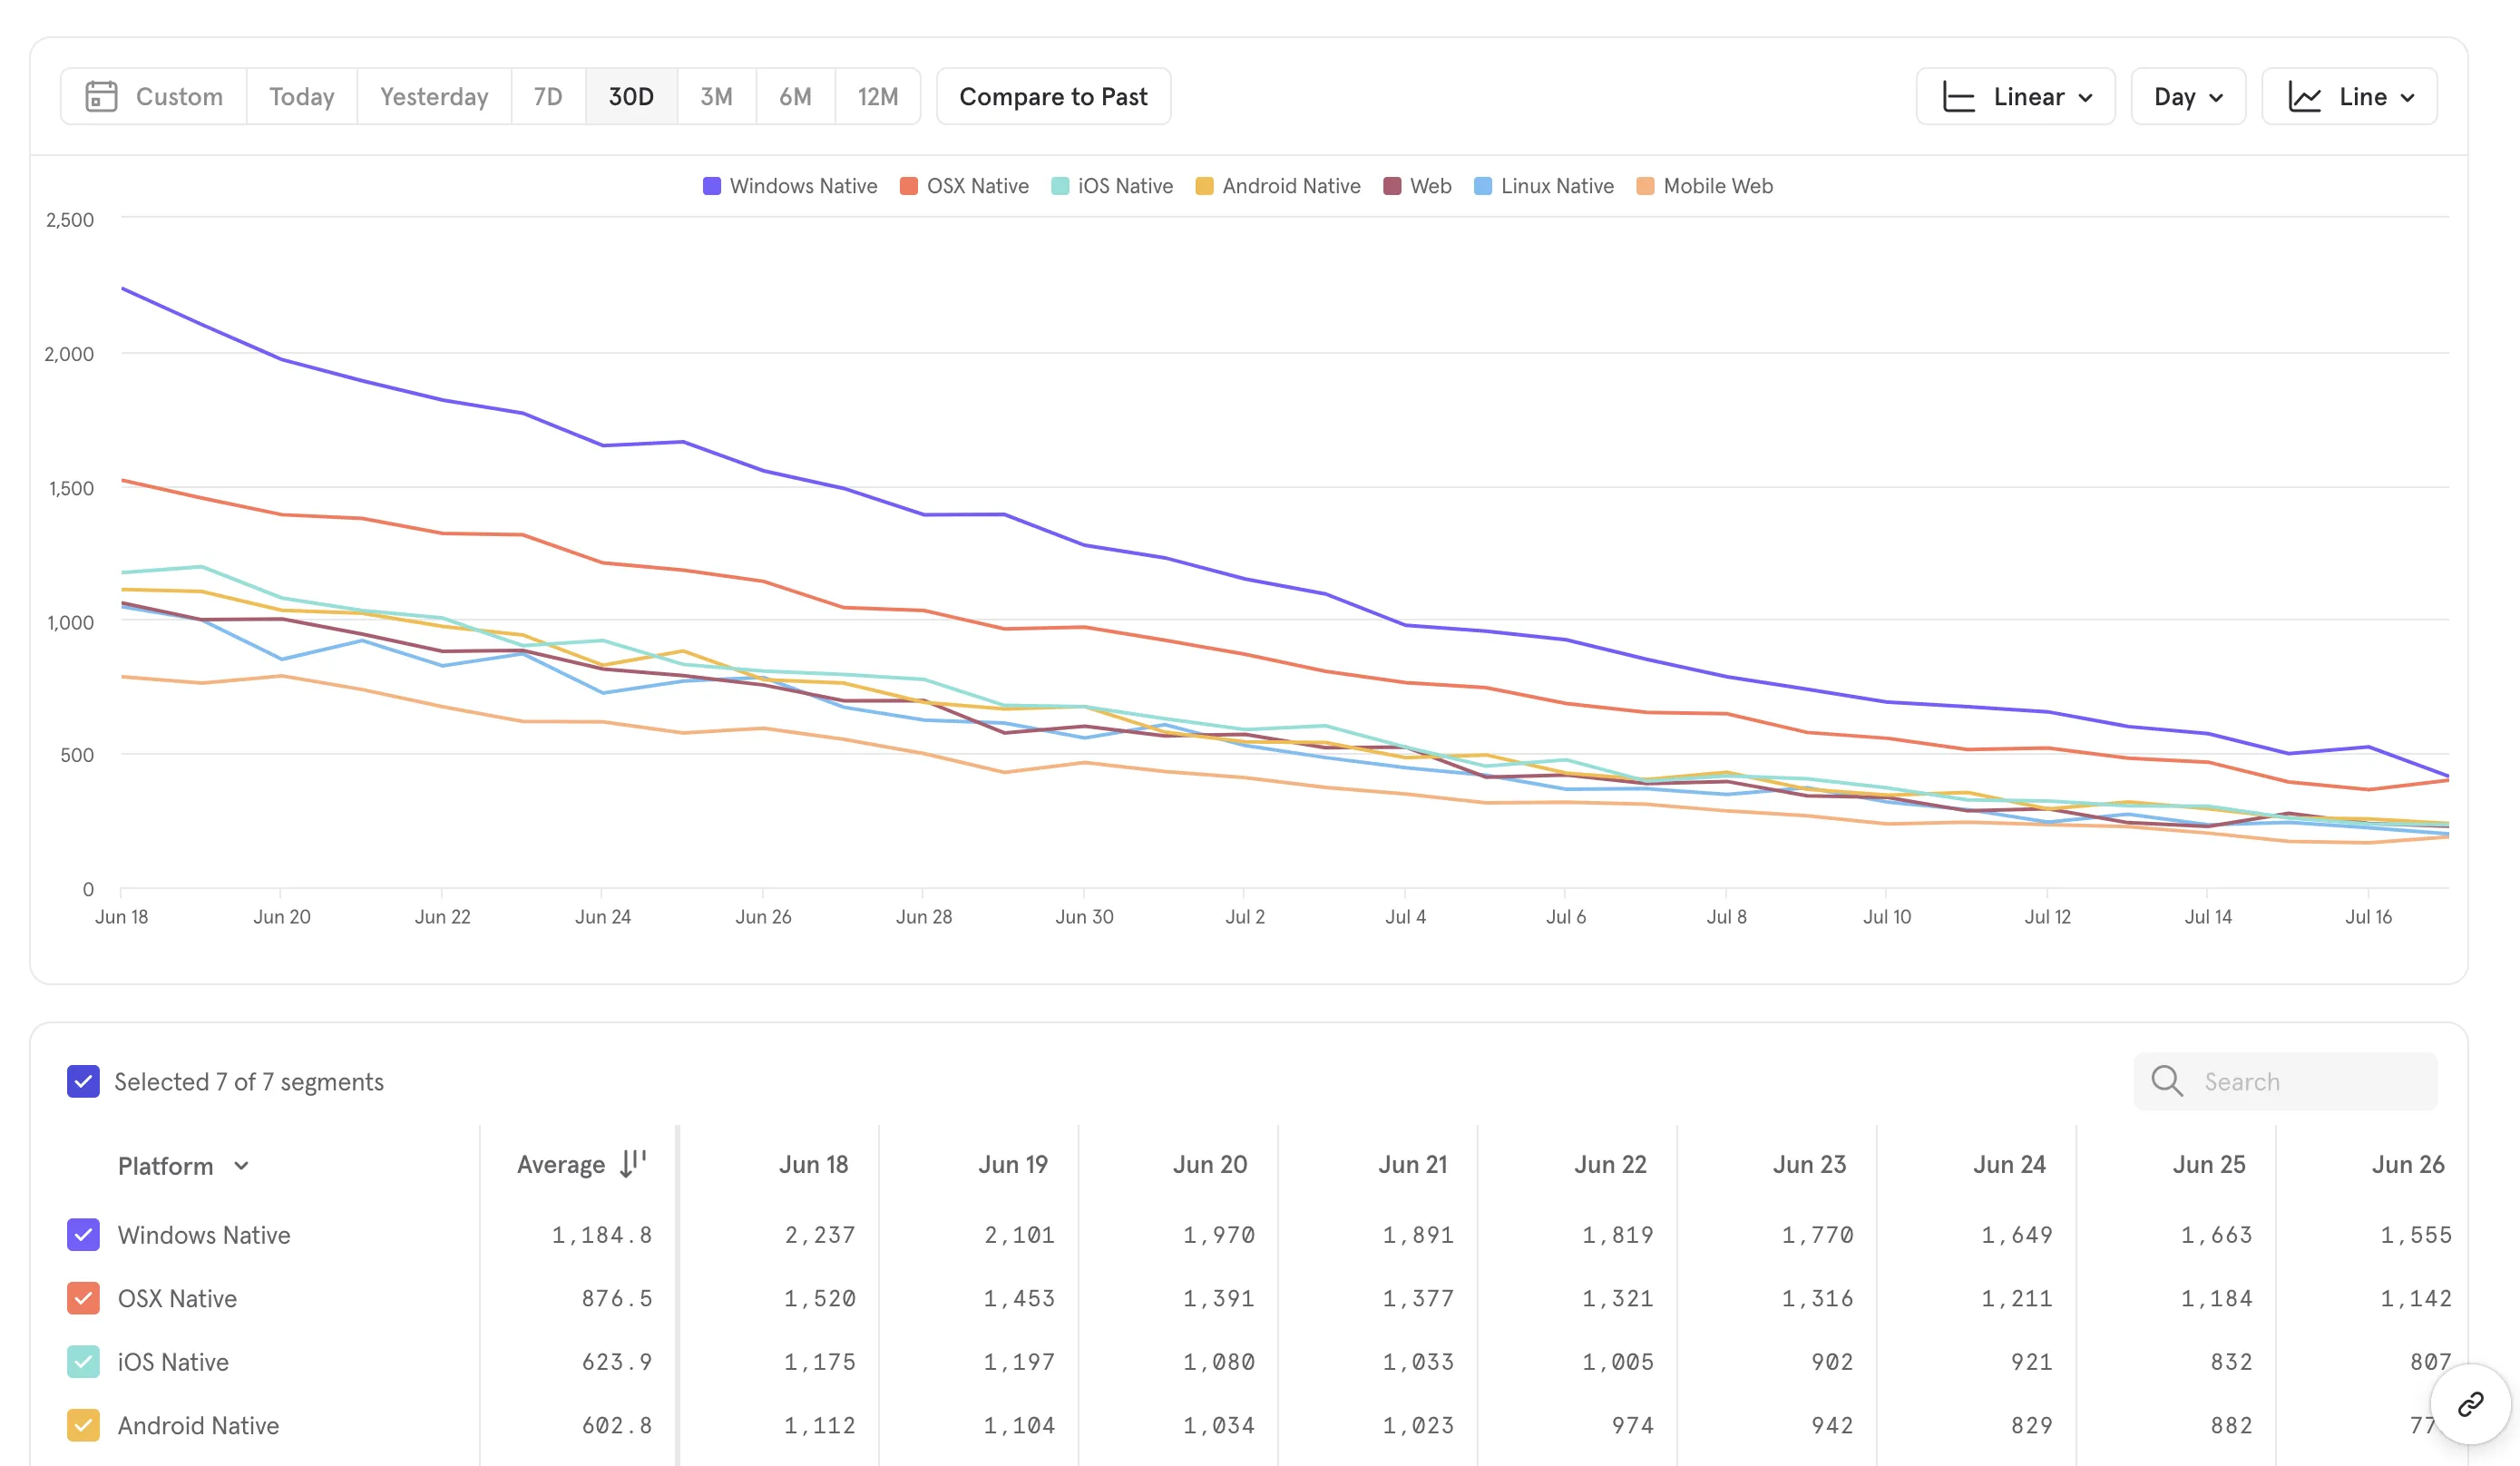 Custom Today Yesterday 7D 30D 3M 6M 12M Compare to Past Linear Day Line
Windows Native OSX Native iOS Native Android Native Web Linux Native Mobile Web
2,500
2,000
1,500
1,000
500
0
Jun 18 Jun 20 Jun 22 Jun 24 Jun 26 Jun 28 Jun 30 Jul 2 Jul 4 Jul 6 Jul 8 Jul 10 Jul 12 Jul 14 Jul 16
Selected 7 of 7 segments Search
Platform Average Jun 18 Jun 19 Jun 20 Jun 21 Jun 22 Jun 23 Jun 24 Jun 25 Jun 26
Windows Native 1,184.8 2,237 2,101 1,970 1,891 1,819 1,770 1,649 1,663 1,555
OSX Native 876.5 1,520 1,453 1,391 1,377 1,321 1,316 1,211 1,184 1,142
iOS Native 623.9 1,175 1,197 1,080 1,033 1,005 902 921 832 807
Android Native 602.8 1,112 1,104 1,034 1,023 974 942 829 882